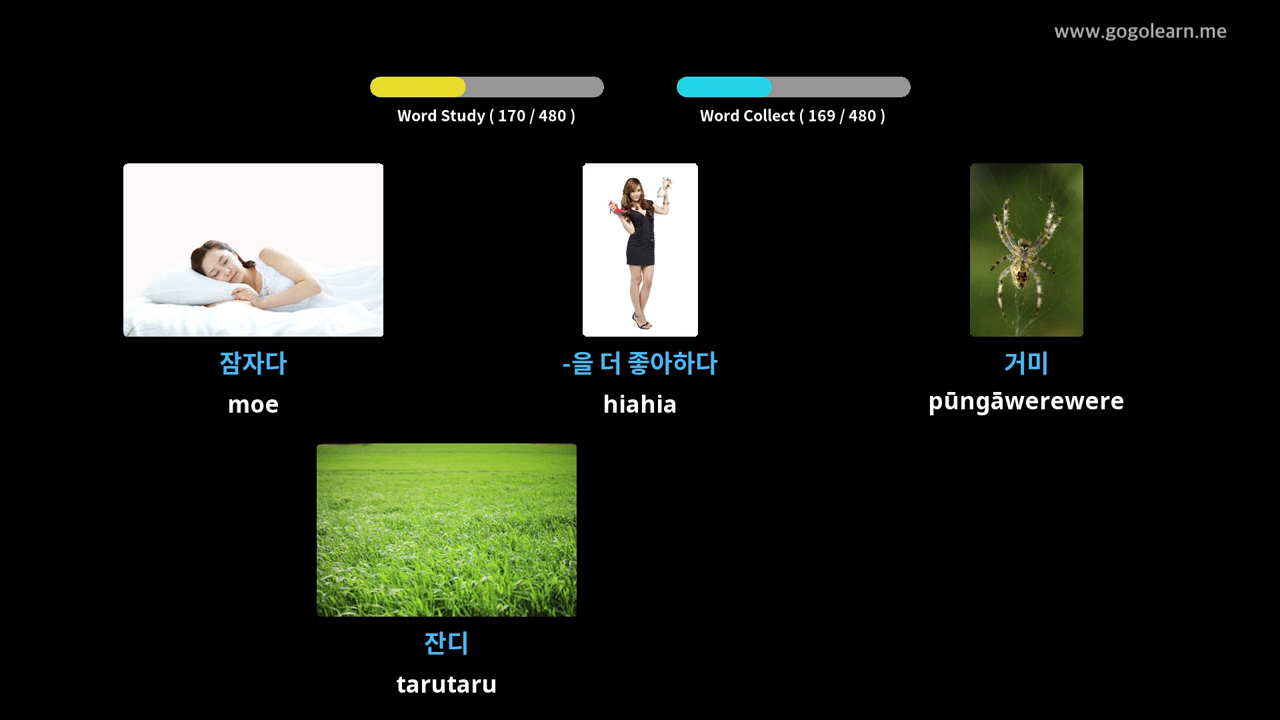 www.gogolearn.me
Word Study ( 170 / 480 )
Word Collect ( 169 / 480 )
잠자다
-을 더 좋아하다
거미
moe
hiahia
pūngāwerewere
잔디
tarutaru